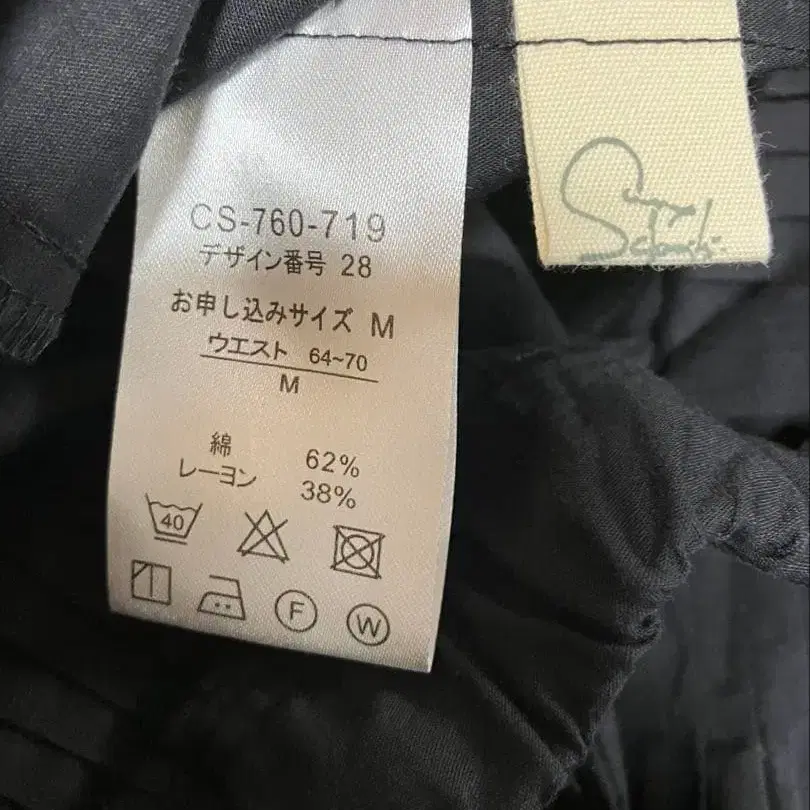 CS-760-719
デザイン番号 28
お申し込みサイズ M
ウエスト 64~70
M
綿 62%
レーヨン 38%
40
F
W